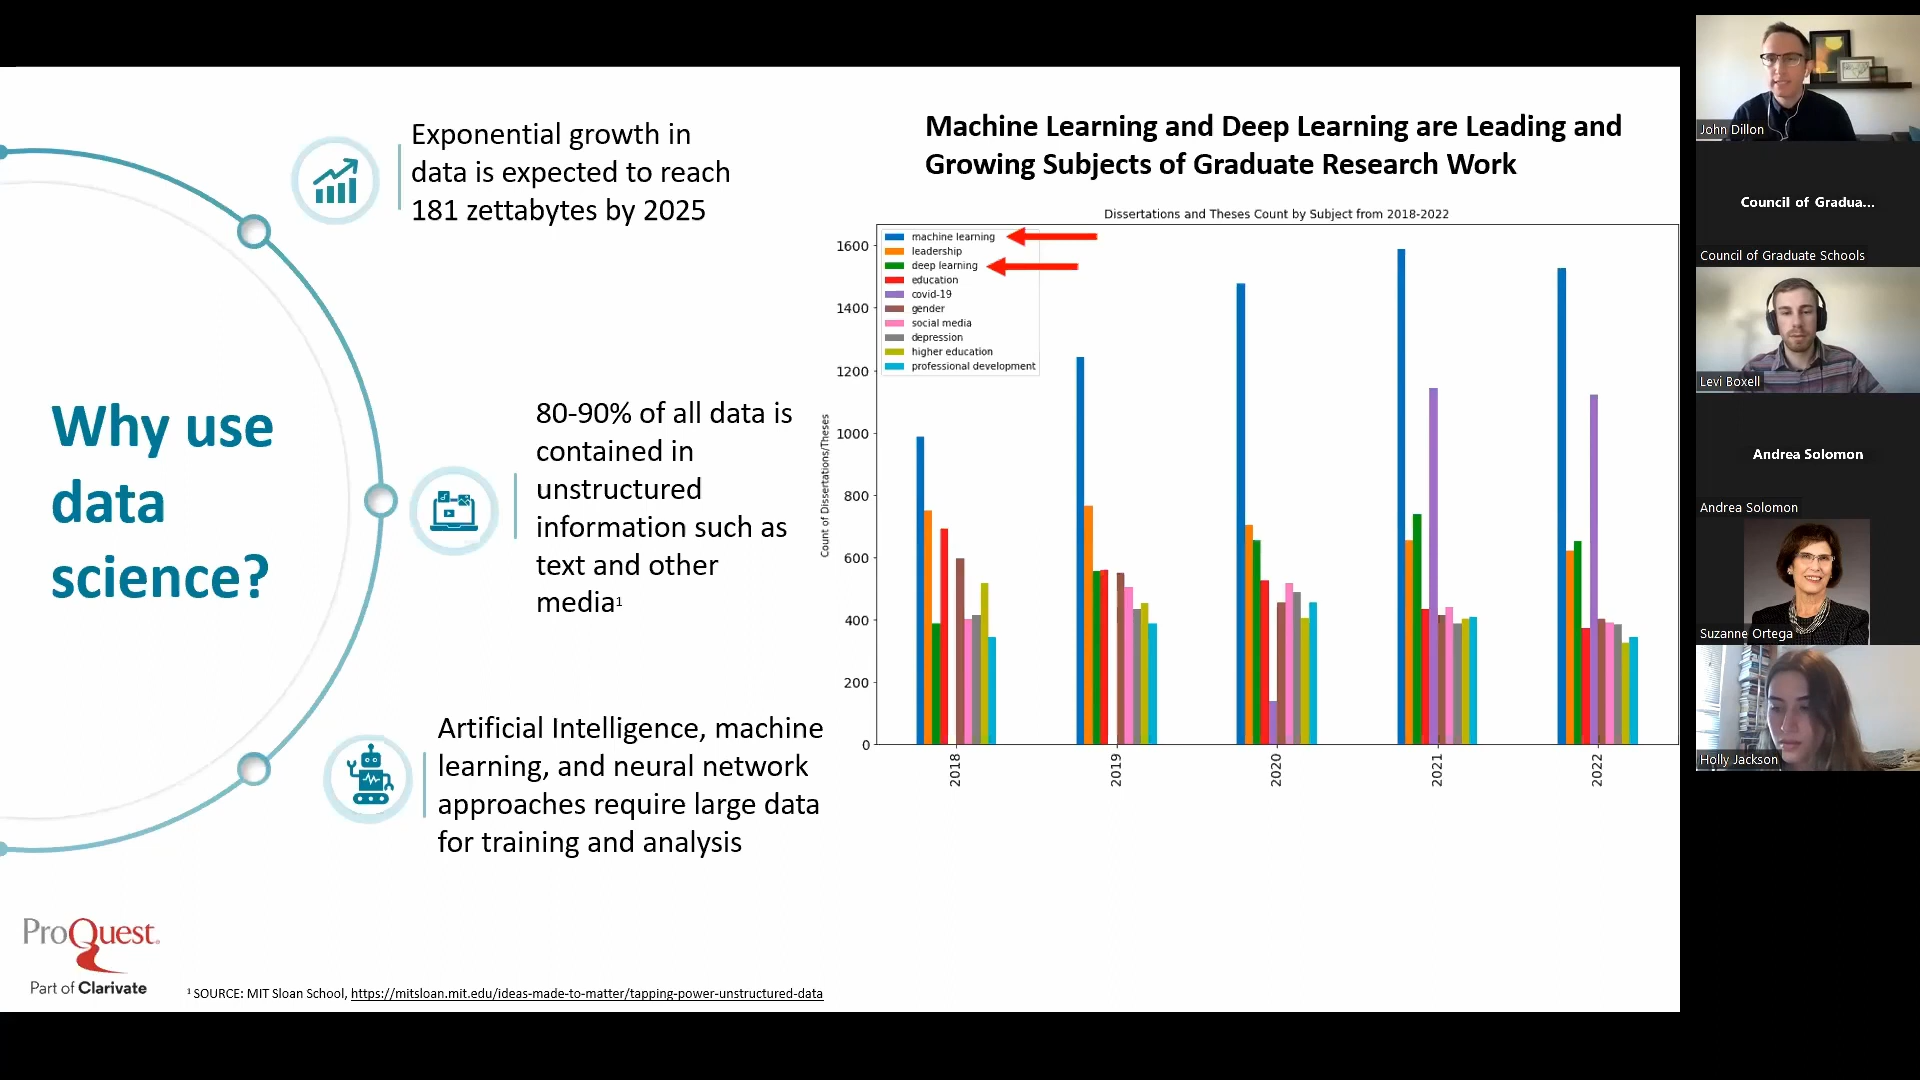 Exponential growth in
data is expected to reach
181 zettabytes by 2025
Why use
data
science?
80-90% of all data is
contained in
unstructured
information such as
text and other
media¹
Artificial Intelligence, machine
learning, and neural network
approaches require large data
for training and analysis
ProQuest
Part of Clarivate
¹ SOURCE: MIT Sloan School, https://mitsloan.mit.edu/ideas-made-to-matter/tapping-power-unstructured-data
Machine Learning and Deep Learning are Leading and
Growing Subjects of Graduate Research Work
Dissertations and Theses Count by Subject from 2018-2022
machine learning
leadership
deep learning
education
covid-19
gender
social media
depression
higher education
professional development
Count of Dissertations/Theses
1600
1400
1200
1000
800
600
400
200
0
2018
2019
2020
2021
2022
John Dillon
Council of Gradua...
Council of Graduate Schools
Levi Boxell
Andrea Solomon
Andrea Solomon
Suzanne Ortega
Holly Jackson